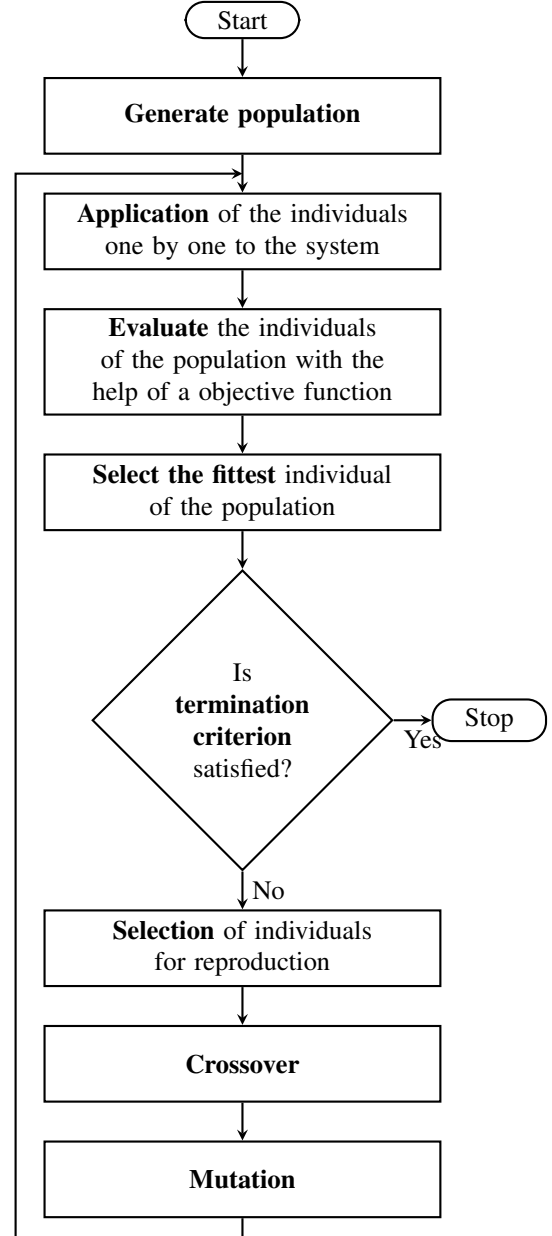 Start
Generate population
Application of the individuals
one by one to the system
Evaluate the individuals
of the population with the
help of a objective function
Select the fittest individual
of the population
Is
termination
criterion
satisfied?
Yes
Stop
No
Selection of individuals
for reproduction
Crossover
Mutation